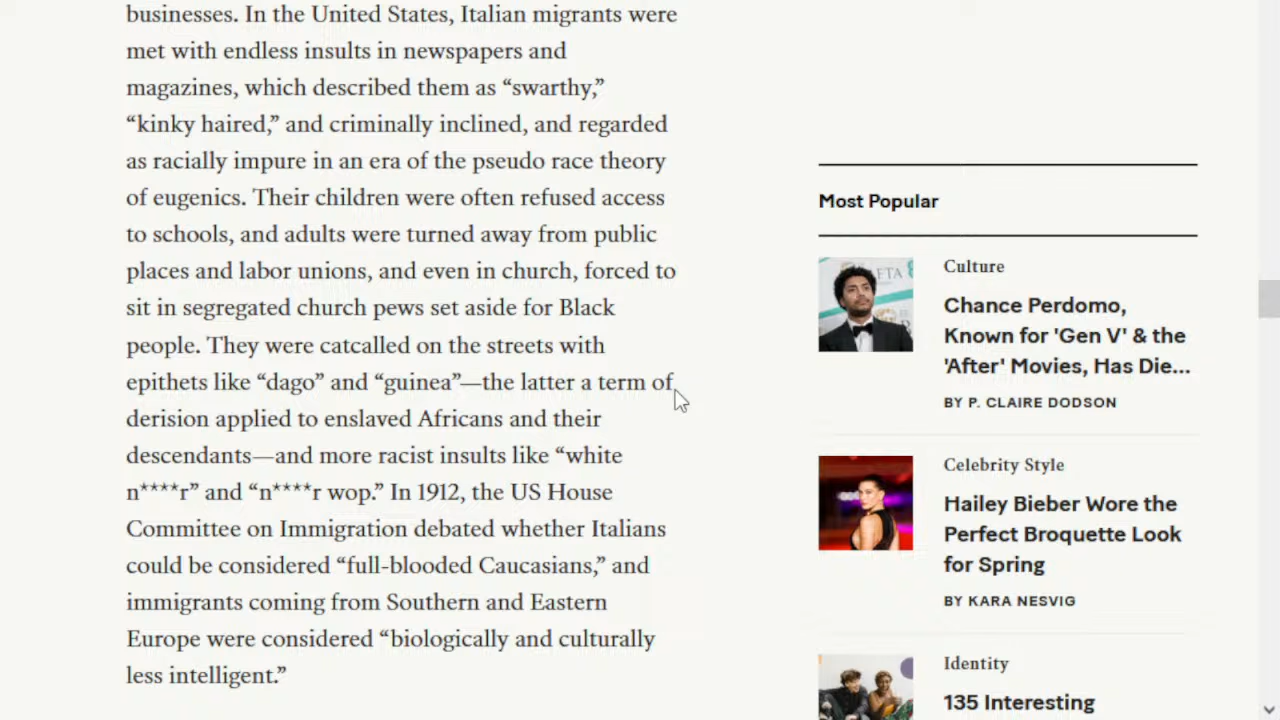 businesses. In the United States, Italian migrants were
met with endless insults in newspapers and
magazines, which described them as “swarthy,”
“kinky haired,” and criminally inclined, and regarded
as racially impure in an era of the pseudo race theory
of eugenics. Their children were often refused access
to schools, and adults were turned away from public
places and labor unions, and even in church, forced to
sit in segregated church pews set aside for Black
people. They were catcalled on the streets with
epithets like “dago” and “guinea”—the latter a term of
derision applied to enslaved Africans and their
descendants—and more racist insults like “white
n****r” and “n****r wop.” In 1912, the US House
Committee on Immigration debated whether Italians
could be considered “full-blooded Caucasians,” and
immigrants coming from Southern and Eastern
Europe were considered “biologically and culturally
less intelligent.”
Most Popular
Culture
Chance Perdomo,
Known for 'Gen V' & the
'After' Movies, Has Die...
BY P. CLAIRE DODSON
Celebrity Style
Hailey Bieber Wore the
Perfect Broquette Look
for Spring
BY KARA NESVIG
Identity
135 Interesting